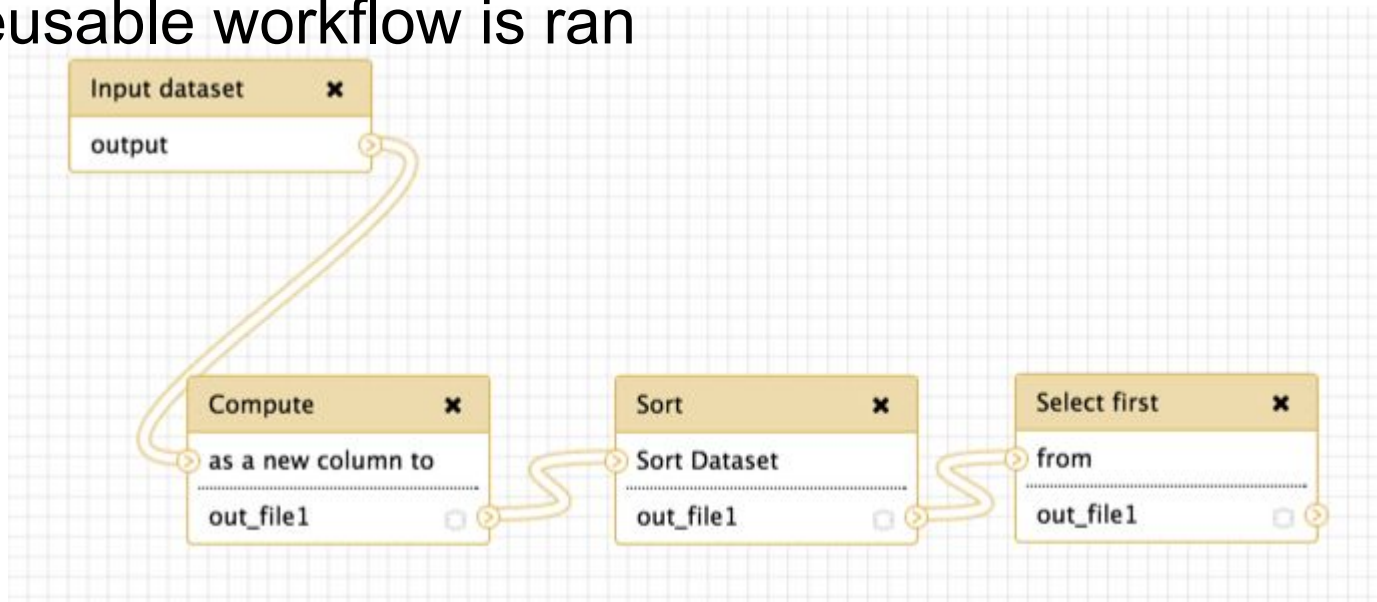 eusable workflow is ran
Input dataset
output
Compute
as a new column to
out_file1
Sort
Sort Dataset
out_file1
Select first
from
out_file1